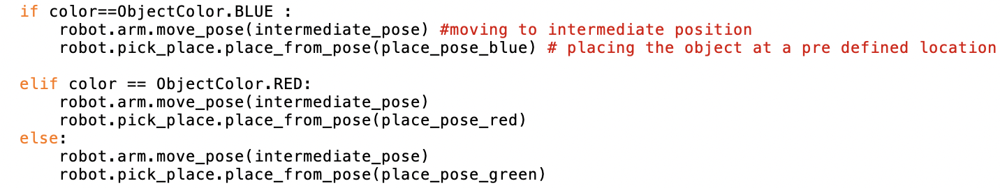 if color==ObjectColor.BLUE :
    robot.arm.move_pose(intermediate_pose) #moving to intermediate position
    robot.pick_place.place_from_pose(place_pose_blue) # placing the object at a pre defined location

elif color == ObjectColor.RED:
    robot.arm.move_pose(intermediate_pose)
    robot.pick_place.place_from_pose(place_pose_red)
else:
    robot.arm.move_pose(intermediate_pose)
    robot.pick_place.place_from_pose(place_pose_green)